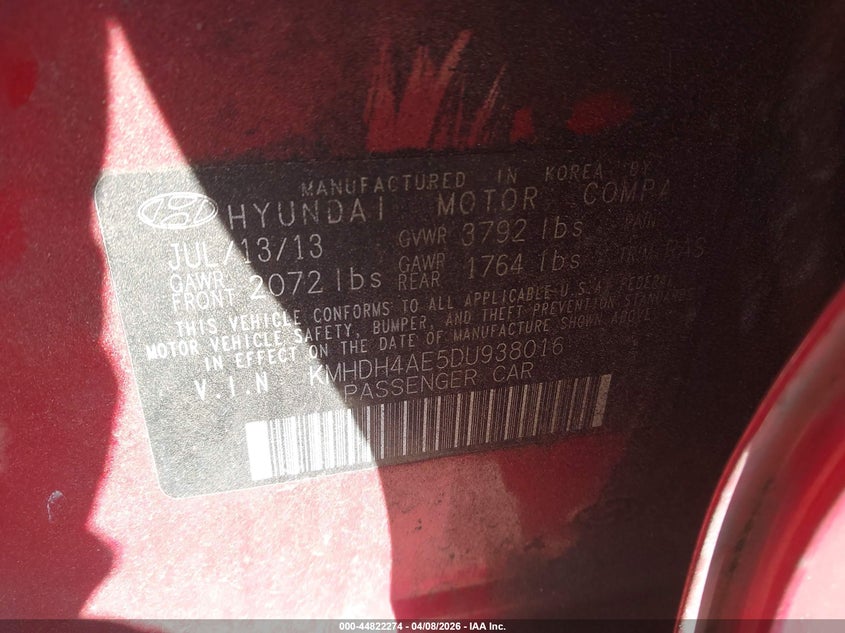 MANUFACTURED IN KOREA BY
HYUNDAI MOTOR COMPA
JUL/13/13 GVWR 3792 lbs PAINT
GAWR FRONT 2072 lbs GAWR REAR 1764 lbs TRIM
THIS VEHICLE CONFORMS TO ALL APPLICABLE U.S.A. FEDERAL
MOTOR VEHICLE SAFETY, BUMPER, AND THEFT PREVENTION STANDARDS
IN EFFECT ON THE DATE OF MANUFACTURE SHOWN ABOVE
V.I.N KMHDH4AE5DU938016
PASSENGER CAR
000-44822274 | 04/08/2026 - IAA Inc.